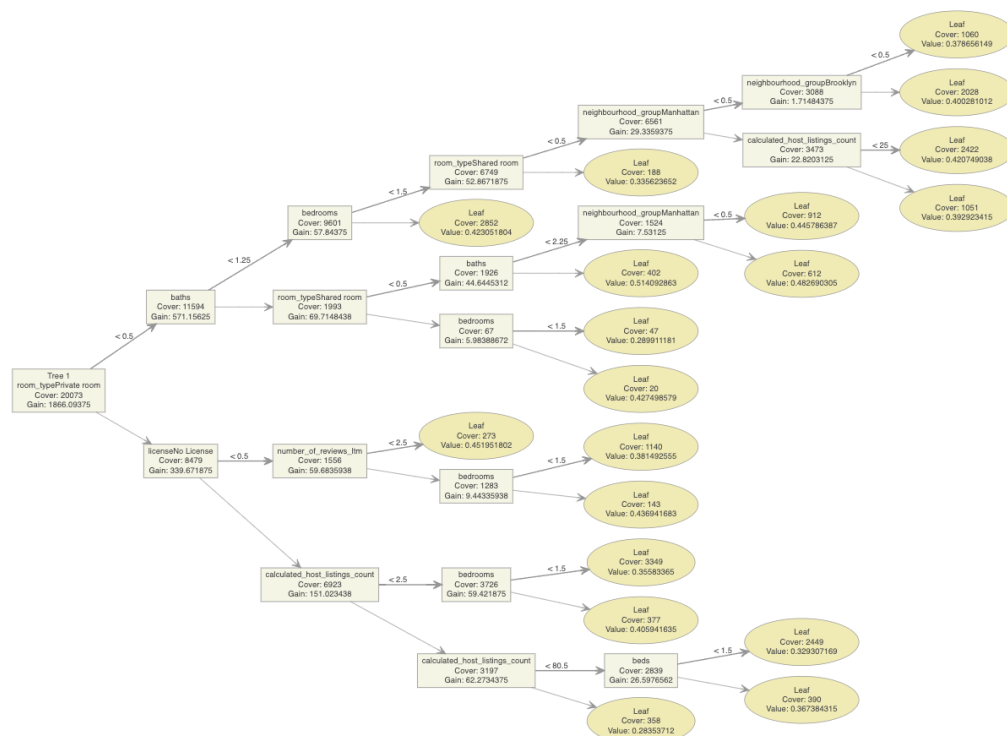 Leaf
Cover: 1060
Value: 0.378656149
< 0.5
neighbourhood_groupBrooklyn
Cover: 3088
Gain: 1.71484375
Leaf
Cover: 2028
Value: 0.400281012
< 0.5
neighbourhood_groupManhattan
Cover: 6561
Gain: 29.3359375
calculated_host_listings_count
Cover: 3473
Gain: 22.8203125
< 25
Leaf
Cover: 2422
Value: 0.420749038
< 0.5
room_typeShared room
Cover: 6749
Gain: 52.8671875
Leaf
Cover: 188
Value: 0.335623652
Leaf
Cover: 1051
Value: 0.392923415
< 1.5
bedrooms
Cover: 9601
Gain: 57.84375
Leaf
Cover: 2852
Value: 0.423051804
neighbourhood_groupManhattan
Cover: 1524
Gain: 7.53125
< 0.5
Leaf
Cover: 912
Value: 0.445786387
< 2.25
< 1.25
baths
Cover: 1926
Gain: 44.6445312
Leaf
Cover: 402
Value: 0.514092863
Leaf
Cover: 612
Value: 0.482690305
baths
Cover: 11594
Gain: 571.15625
room_typeShared room
Cover: 1993
Gain: 69.7148438
< 0.5
bedrooms
Cover: 67
Gain: 5.98388672
< 1.5
Leaf
Cover: 47
Value: 0.289911181
< 0.5
Tree 1
room_typePrivate room
Cover: 20073
Gain: 1866.09375
Leaf
Cover: 20
Value: 0.427498579
licenseNo License
Cover: 8479
Gain: 339.671875
< 0.5
number_of_reviews_ltm
Cover: 1556
Gain: 59.6835938
< 2.5
Leaf
Cover: 273
Value: 0.451951802
Leaf
Cover: 1140
Value: 0.381492555
< 1.5
bedrooms
Cover: 1283
Gain: 9.44335938
Leaf
Cover: 143
Value: 0.436941683
calculated_host_listings_count
Cover: 6923
Gain: 151.023438
< 2.5
bedrooms
Cover: 3726
Gain: 59.421875
< 1.5
Leaf
Cover: 3349
Value: 0.35583365
Leaf
Cover: 377
Value: 0.405941635
calculated_host_listings_count
Cover: 3197
Gain: 62.2734375
< 80.5
beds
Cover: 2839
Gain: 26.5976562
< 1.5
Leaf
Cover: 2449
Value: 0.329307169
Leaf
Cover: 390
Value: 0.367384315
Leaf
Cover: 358
Value: 0.28353712